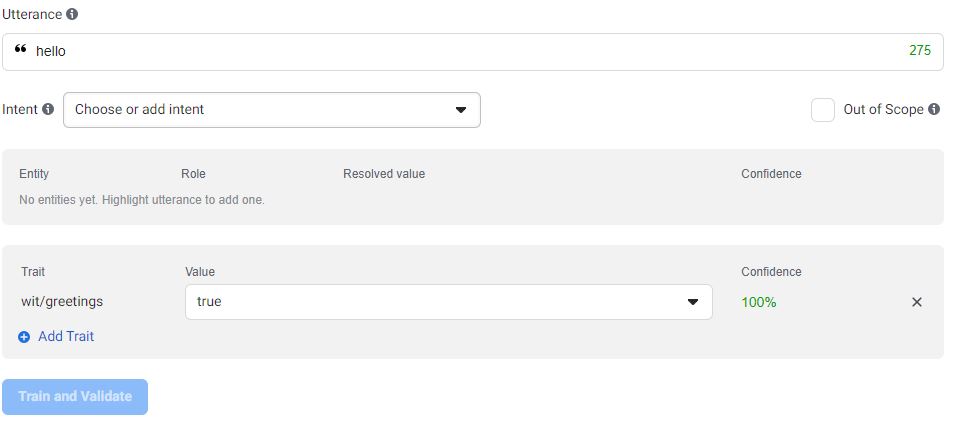 Utterance
❝ hello 275
Intent Choose or add intent Out of Scope
Entity Role Resolved value Confidence
No entities yet. Highlight utterance to add one.
Trait Value Confidence
wit/greetings true 100% ×
Add Trait
Train and Validate